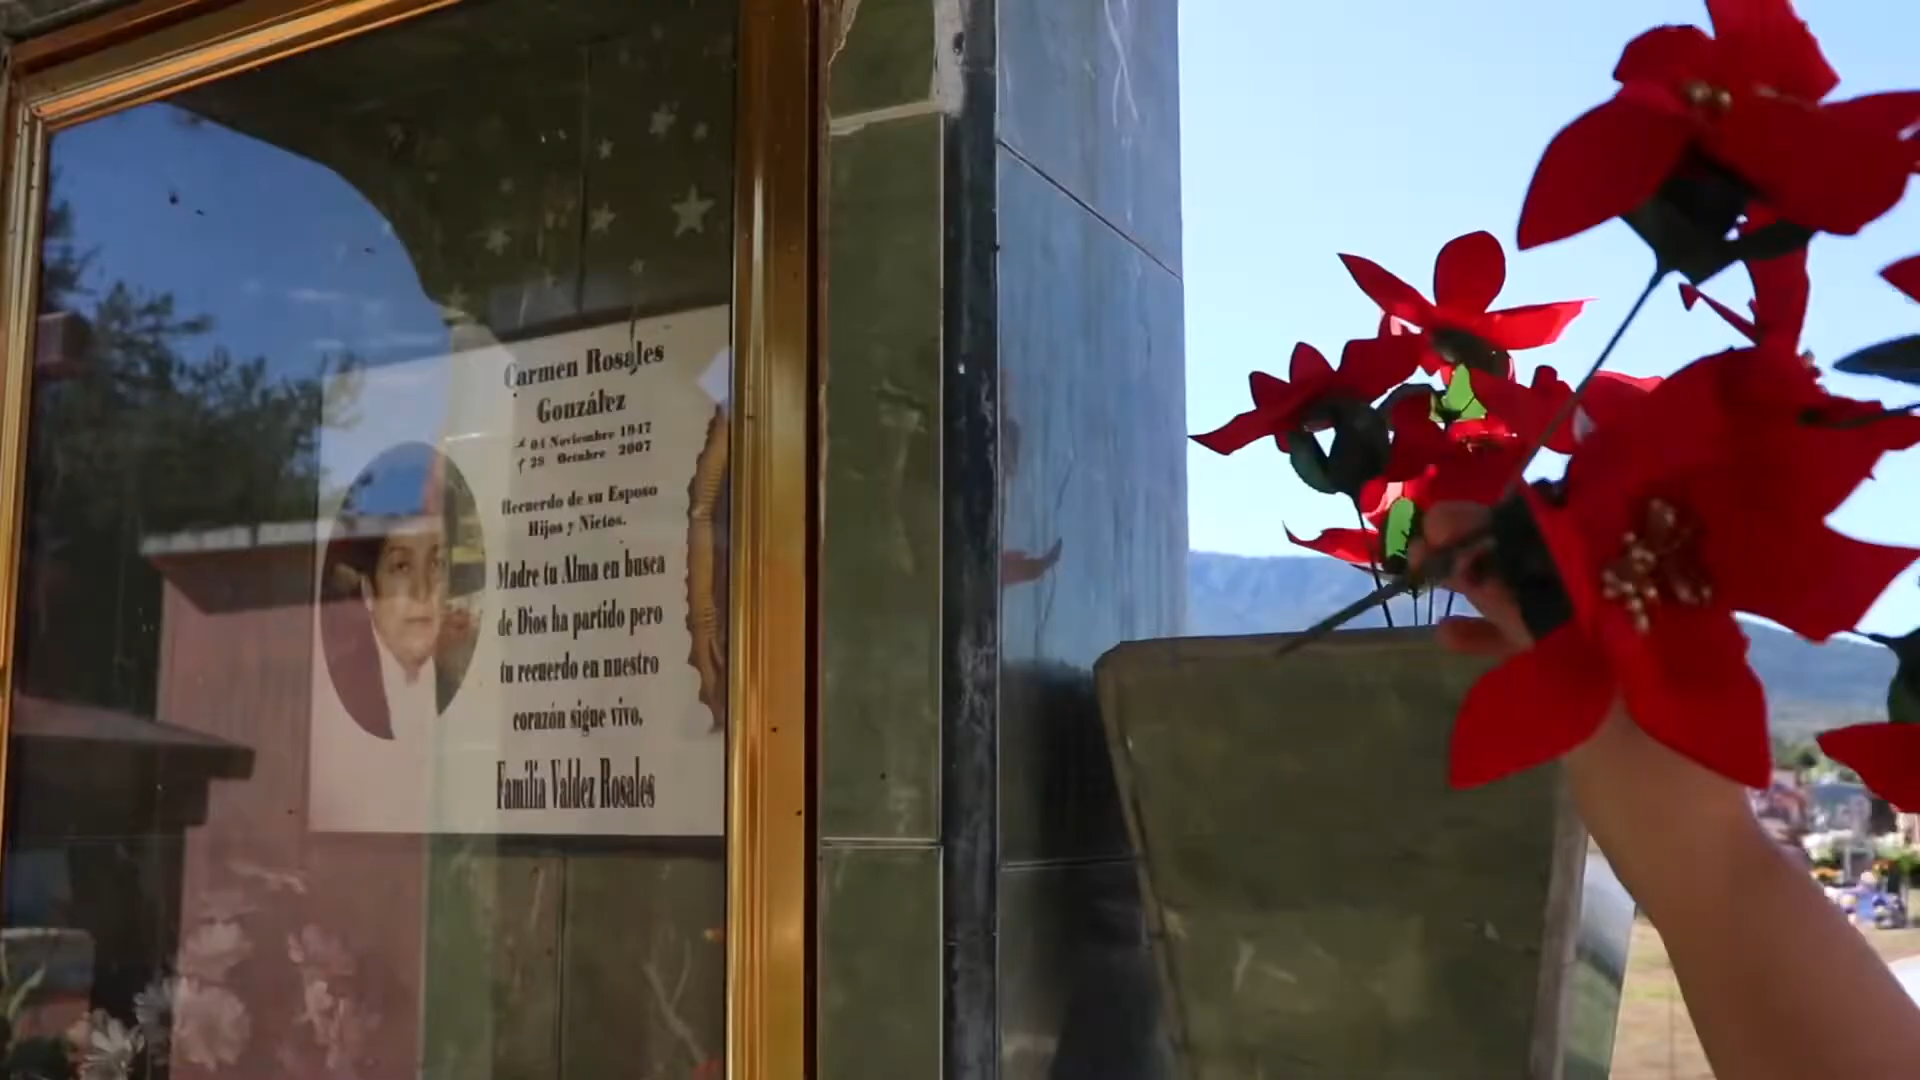 Carmen Rosales
González
04 Noviembre 1947
28 Octubre 2007
Recuerdo de su Esposo
Hijos y Nietos.
Madre tu Alma en busca
de Dios ha partido pero
tu recuerdo en nuestro
corazón sigue vivo.
Familia Valdez Rosales